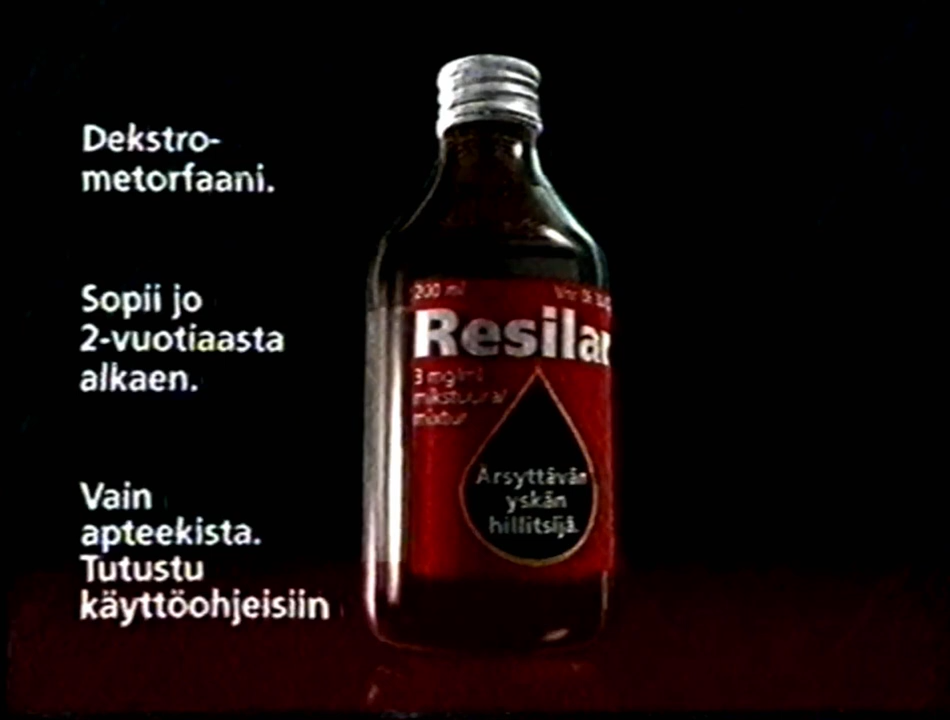 Dekstro-
metorfaani.
Sopii jo
2-vuotiaasta
alkaen.
Vain
apteekista.
Tutustu
käyttöohjeisiin
200 ml
Resilar
3 mg/ml
mikstuura/
mixtur
Ärsyttävän
yskän
hillitsijä.